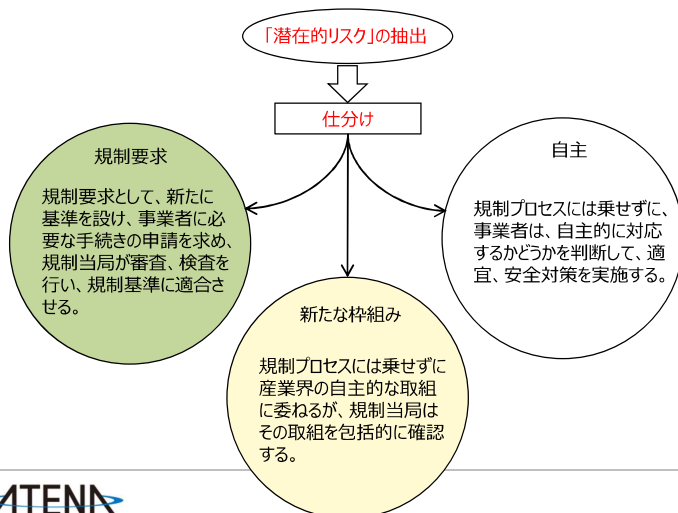 「潜在的リスク」の抽出
仕分け
規制要求
規制要求として、新たに
基準を設け、事業者に必
要な手続きの申請を求め、
規制当局が審査、検査を
行い、規制基準に適合さ
せる。
自主
規制プロセスには乗せずに、
事業者は、自主的に対応
するかどうかを判断して、適
宜、安全対策を実施する。
新たな枠組み
規制プロセスには乗せずに
産業界の自主的な取組
に委ねるが、規制当局は
その取組を包括的に確認
する。
ATENA